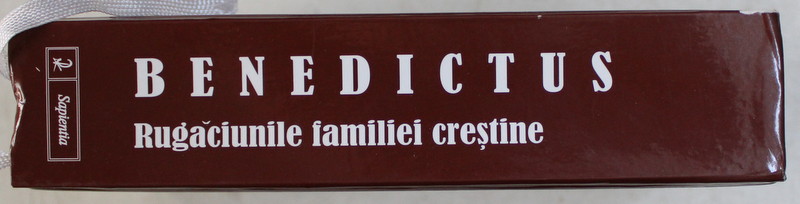 BENEDICTUS
Rugăciunile familiei creștine
Sapientia